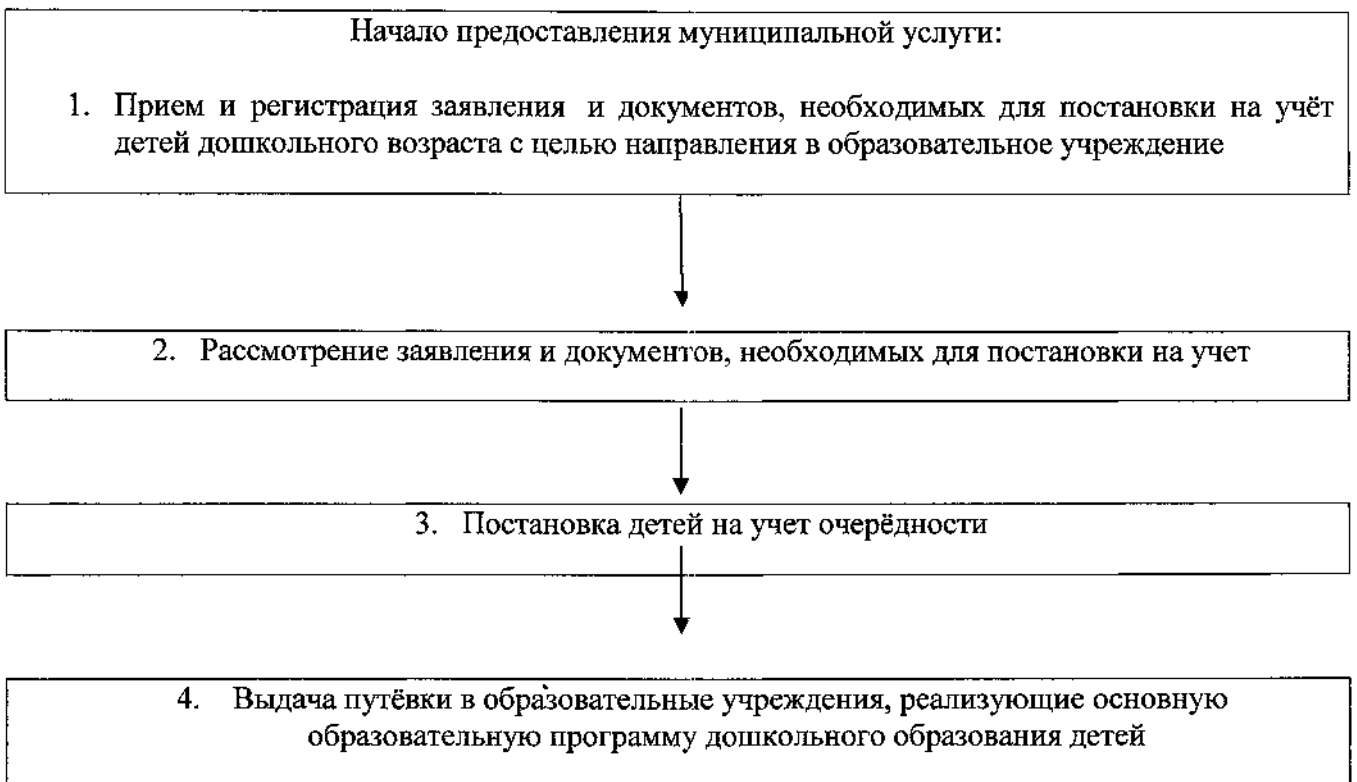 Начало предоставления муниципальной услуги:
1. Прием и регистрация заявления и документов, необходимых для постановки на учёт
детей дошкольного возраста с целью направления в образовательное учреждение
2. Рассмотрение заявления и документов, необходимых для постановки на учет
3. Постановка детей на учет очерёдности
4. Выдача путёвки в образовательные учреждения, реализующие основную
образовательную программу дошкольного образования детей